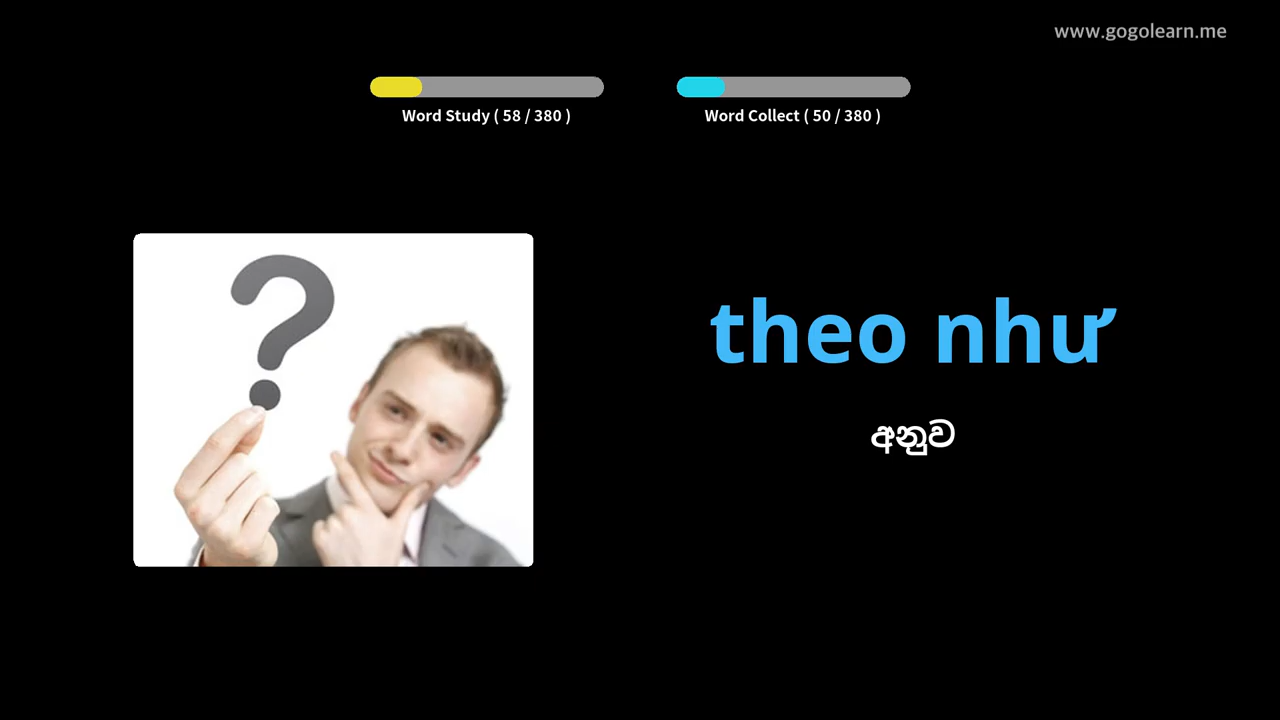 www.gogolearn.me
Word Study ( 58 / 380 )
Word Collect ( 50 / 380 )
theo như
අනුව